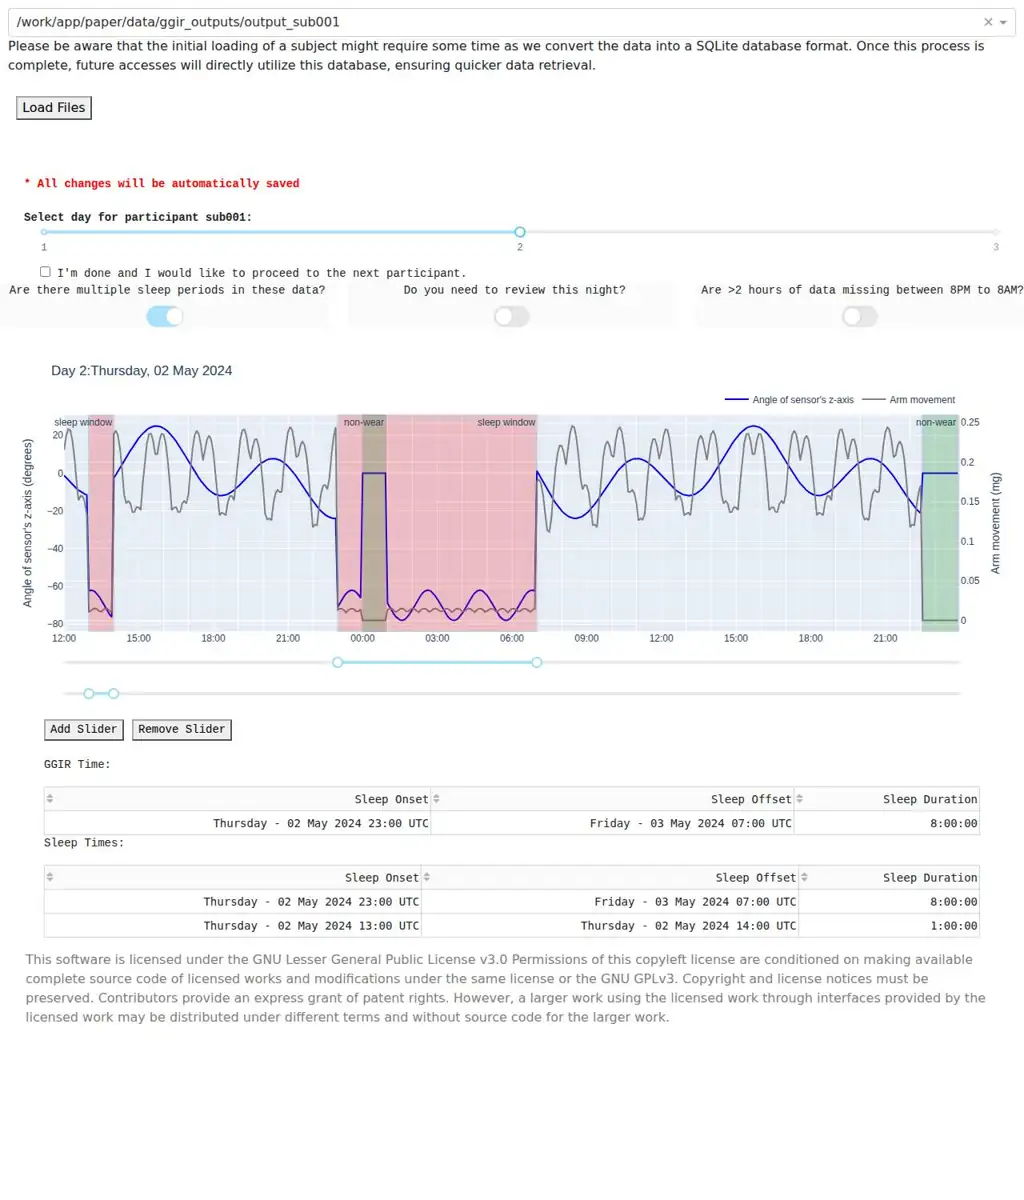 /work/app/paper/data/ggir_outputs/output_sub001
Please be aware that the initial loading of a subject might require some time as we convert the data into a SQLite database format. Once this process is
complete, future accesses will directly utilize this database, ensuring quicker data retrieval.
Load Files
* All changes will be automatically saved
Select day for participant sub001:
1 2 3
I'm done and I would like to proceed to the next participant.
Are there multiple sleep periods in these data? Do you need to review this night? Are >2 hours of data missing between 8PM to 8AM?
Day 2:Thursday, 02 May 2024
Angle of sensor's z-axis Arm movement
sleep window non-wear sleep window non-wear
Angle of sensor's z-axis (degrees)
20
0
−20
−40
−60
−80
0.25
0.2
0.15
0.1
0.05
0
Arm movement (mg)
12:00 15:00 18:00 21:00 00:00 03:00 06:00 09:00 12:00 15:00 18:00 21:00
Add Slider Remove Slider
GGIR Time:
Sleep Onset Sleep Offset Sleep Duration
Thursday - 02 May 2024 23:00 UTC Friday - 03 May 2024 07:00 UTC 8:00:00
Sleep Times:
Sleep Onset Sleep Offset Sleep Duration
Thursday - 02 May 2024 23:00 UTC Friday - 03 May 2024 07:00 UTC 8:00:00
Thursday - 02 May 2024 13:00 UTC Thursday - 02 May 2024 14:00 UTC 1:00:00
This software is licensed under the GNU Lesser General Public License v3.0 Permissions of this copyleft license are conditioned on making available
complete source code of licensed works and modifications under the same license or the GNU GPLv3. Copyright and license notices must be
preserved. Contributors provide an express grant of patent rights. However, a larger work using the licensed work through interfaces provided by the
licensed work may be distributed under different terms and without source code for the larger work.